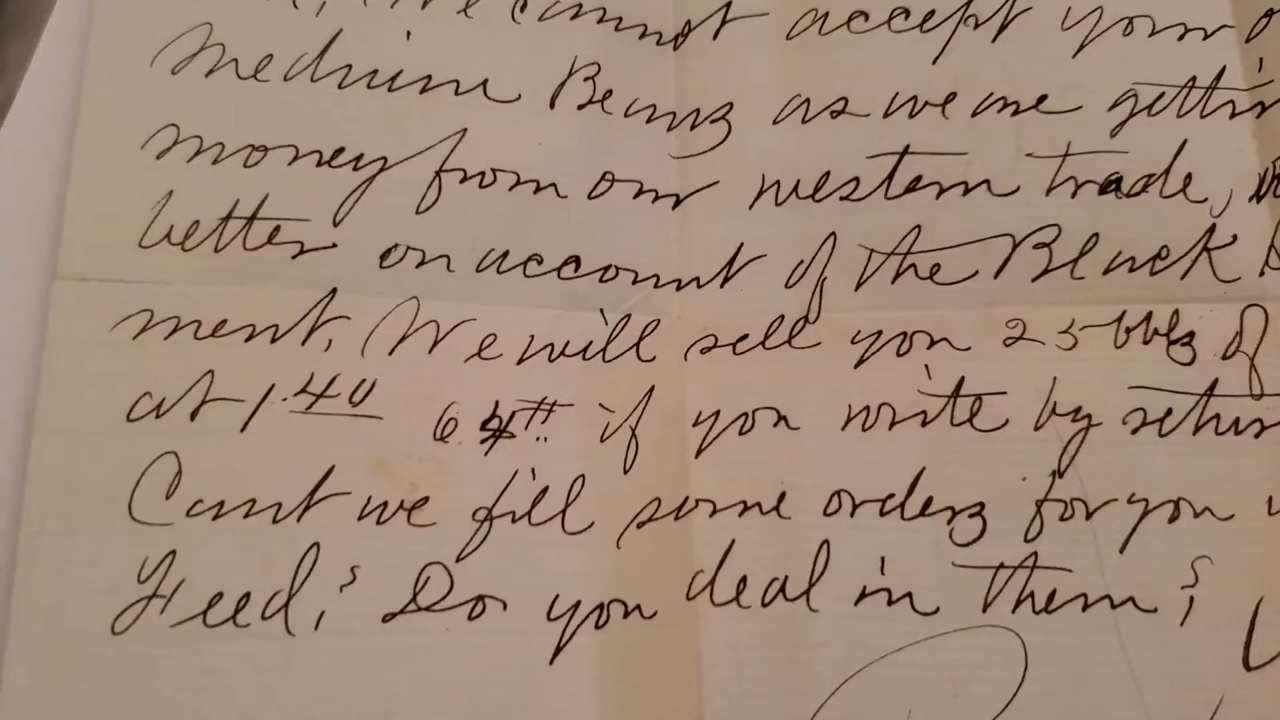 We cannot accept your o
Medium Beans as we are gettin
money from our western trade,
better on account of the Black
ment. We will sell you 25 bbls of
at 1.40 if you write by return
Cant we fill some orders for you
Feed? Do you deal in them?